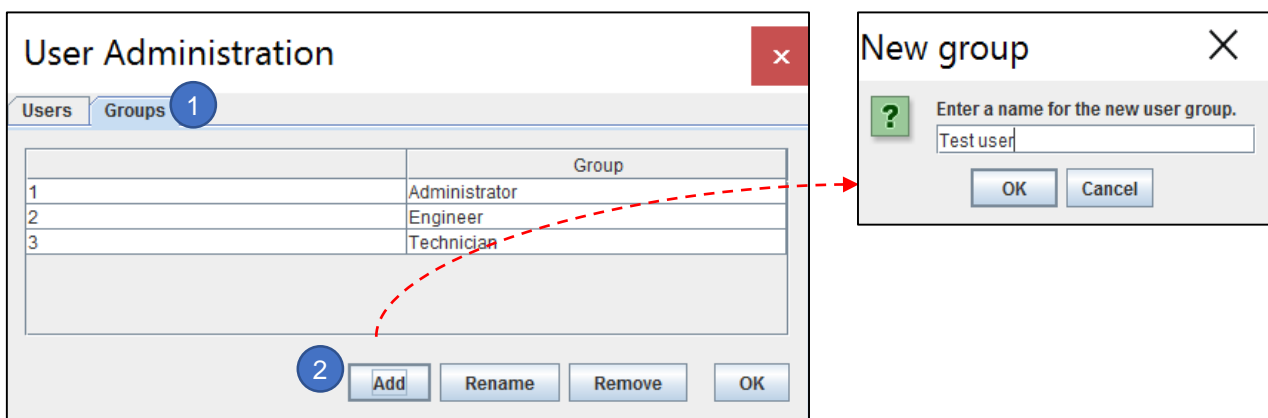 User Administration
Users Groups 1
Group
1 Administrator
2 Engineer
3 Technician
2 Add Rename Remove OK
New group
Enter a name for the new user group.
Test user
OK Cancel